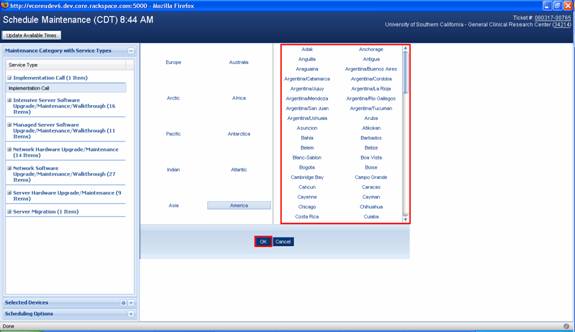 http://vcoresdev6.dev.core.rackspace.com:5000 - Mozilla Firefox
Schedule Maintenance (CDT) 8:44 AM
Ticket #: 080317-00765
University of Southern California - General Clinical Research Center (34214)
Update Available Times
Maintenance Category with Service Types
Service Type
Implementation Call (1 Item)
Implementation Call
Intensive Server Software
Upgrade/Maintenance/Walkthrough (16
Items)
Managed Server Software
Upgrade/Maintenance/Walkthrough (11
Items)
Network Hardware Upgrade/Maintenance
(14 Items)
Network Software
Upgrade/Maintenance/Walkthrough (27
Items)
Server Hardware Upgrade/Maintenance (9
Items)
Server Migration (1 Item)
Selected Devices
Scheduling Options
Europe Australia
Arctic Africa
Pacific Antarctica
Indian Atlantic
Asia America
Adak Anchorage
Anguilla Antigua
Araguaina Argentina/Buenos Aires
Argentina/Catamarca Argentina/Cordoba
Argentina/Jujuy Argentina/La Rioja
Argentina/Mendoza Argentina/Rio Gallegos
Argentina/San Juan Argentina/Tucuman
Argentina/Ushuaia Aruba
Asuncion Atikokan
Bahia Barbados
Belem Belize
Blanc-Sablon Boa Vista
Bogota Boise
Cambridge Bay Campo Grande
Cancun Caracas
Cayenne Cayman
Chicago Chihuahua
Costa Rica Cuiaba
OK Cancel
Done